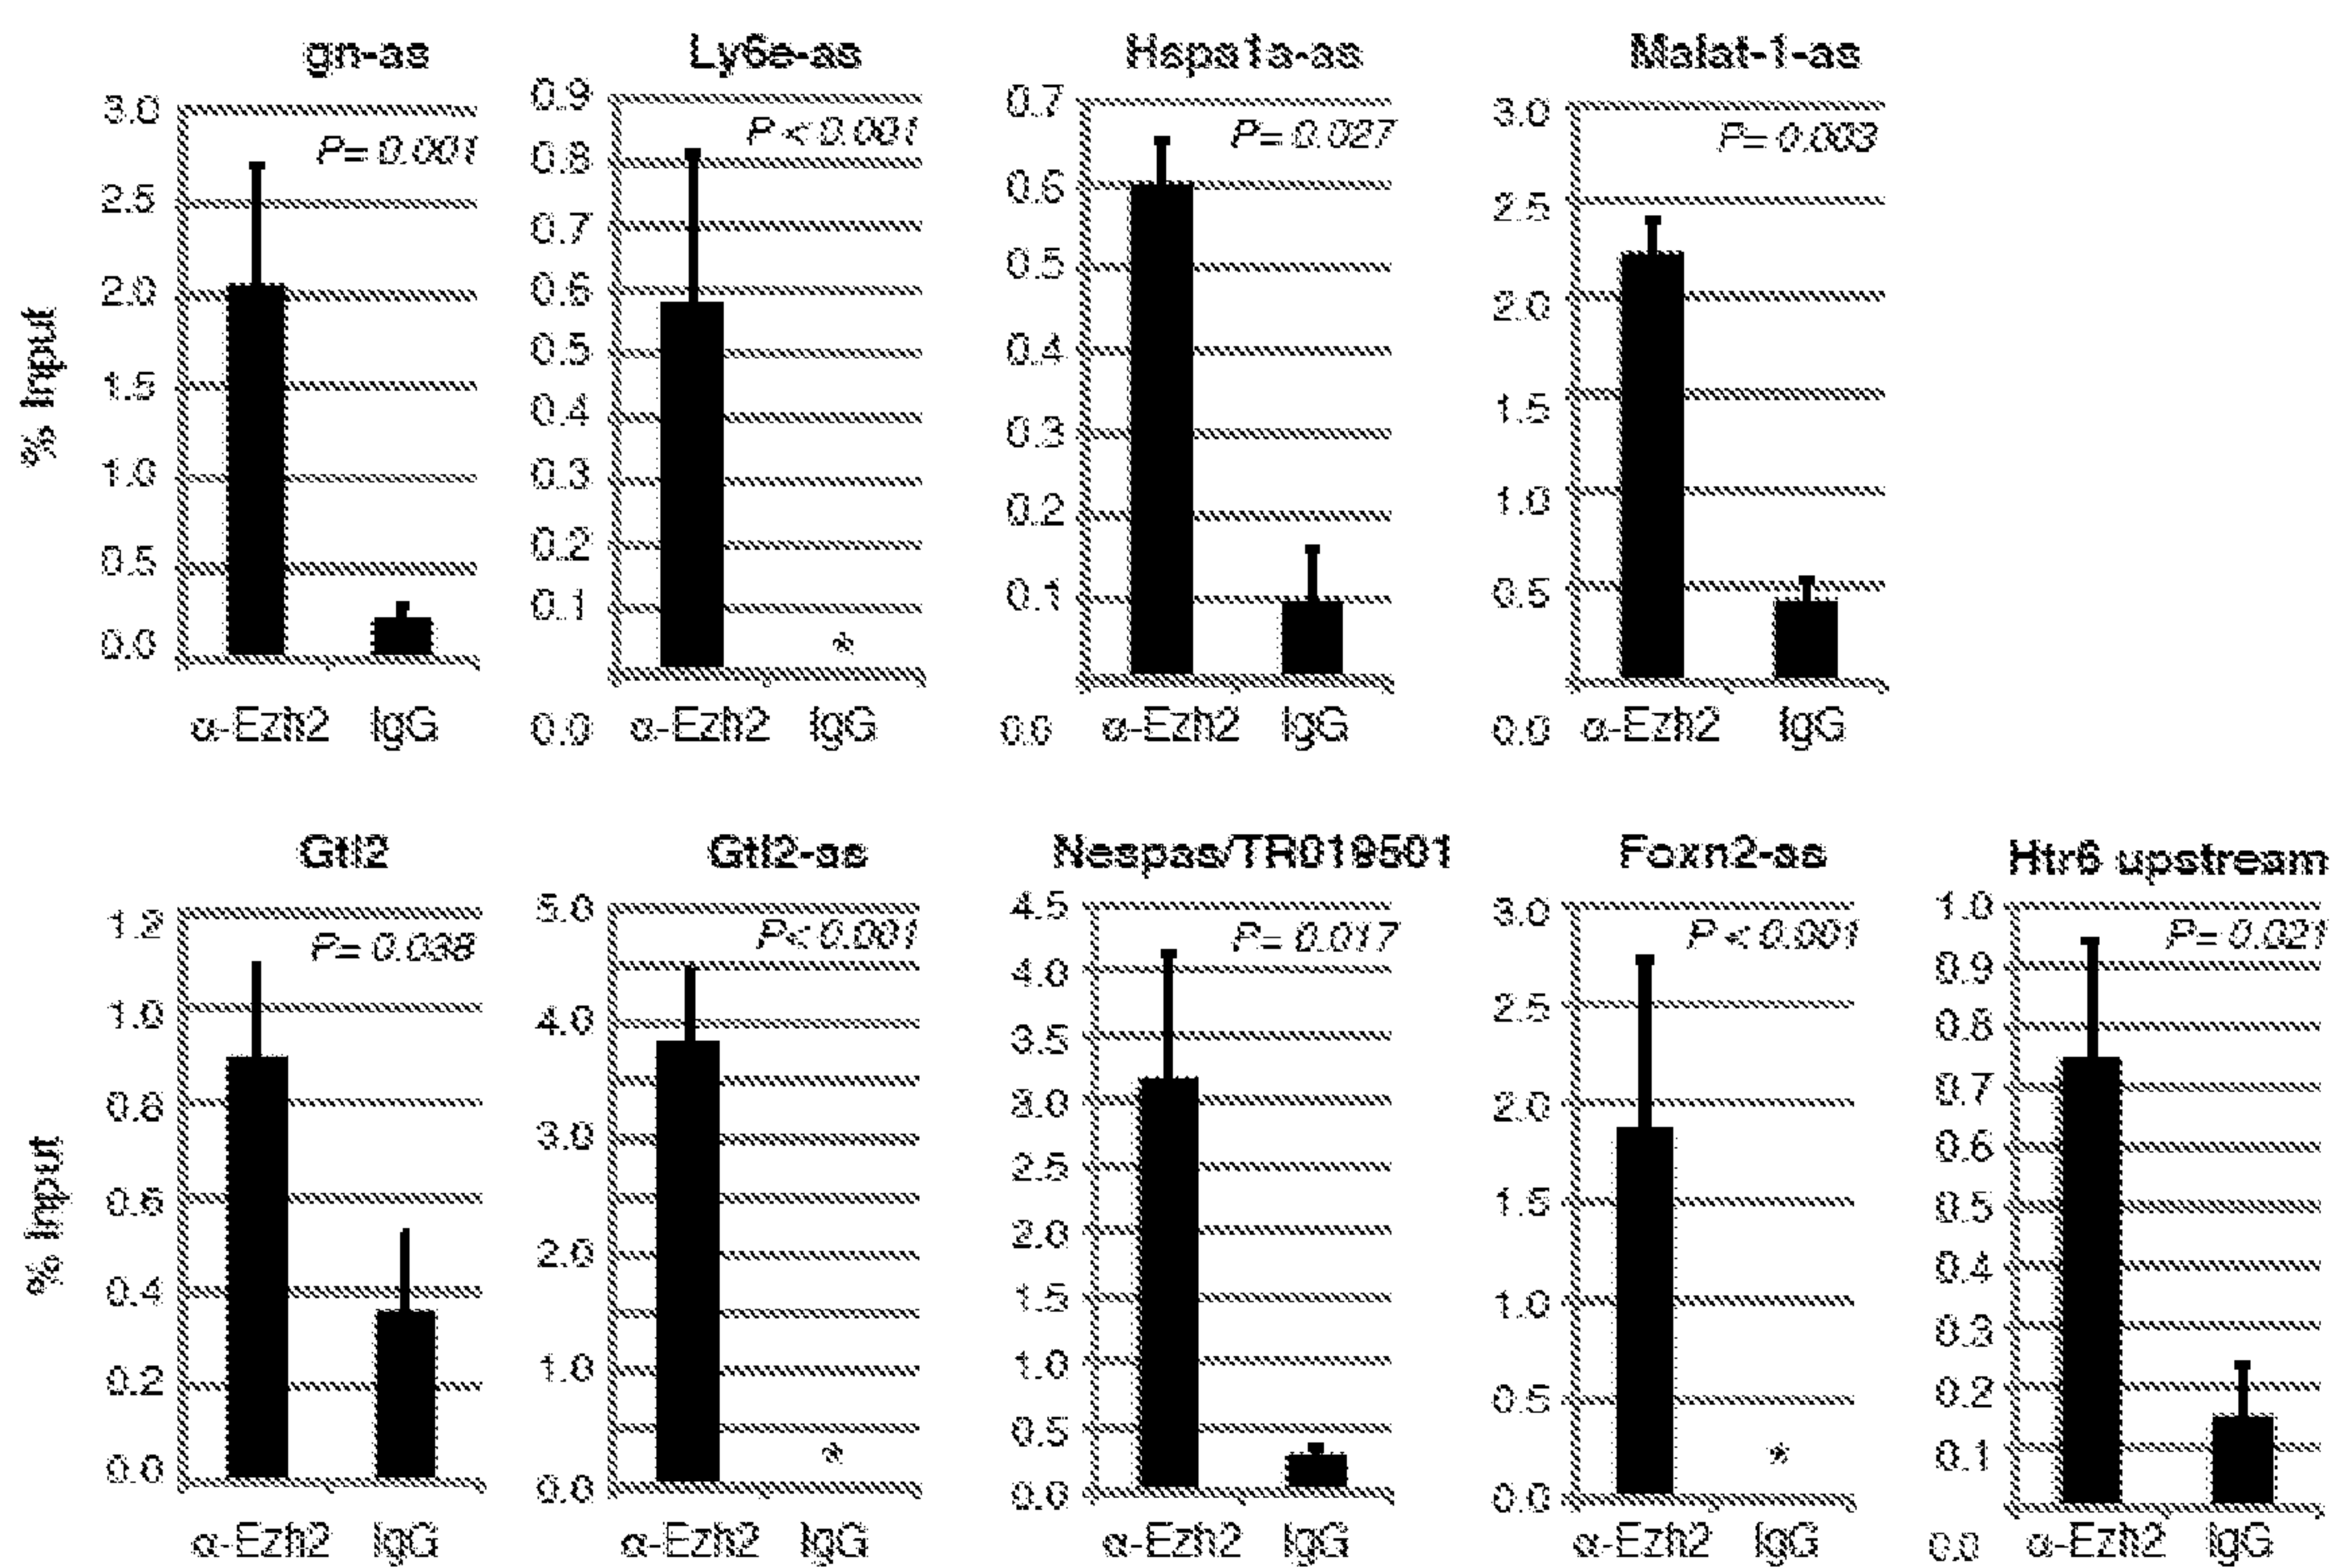 gn-as
Ly6e-as
Hspa1a-as
Malat-1-as
% Input
3.0
2.5
2.0
1.5
1.0
0.5
0.0
P= 0.001
α-Ezh2 IgG
0.9
0.8
0.7
0.6
0.5
0.4
0.3
0.2
0.1
0.0
P < 0.001
*
α-Ezh2 IgG
0.7
0.6
0.5
0.4
0.3
0.2
0.1
0.0
P= 0.027
α-Ezh2 IgG
3.0
2.5
2.0
1.5
1.0
0.5
0.0
P= 0.003
α-Ezh2 IgG
Gtl2
Gtl2-as
Nespas/TR019501
Foxn2-as
Htr6 upstream
% Input
1.2
1.0
0.8
0.6
0.4
0.2
0.0
P= 0.038
α-Ezh2 IgG
5.0
4.0
3.0
2.0
1.0
0.0
P< 0.001
*
α-Ezh2 IgG
4.5
4.0
3.5
3.0
2.5
2.0
1.5
1.0
0.5
0.0
P= 0.017
α-Ezh2 IgG
3.0
2.5
2.0
1.5
1.0
0.5
0.0
P < 0.001
*
α-Ezh2 IgG
1.0
0.9
0.8
0.7
0.6
0.5
0.4
0.3
0.2
0.1
0.0
P= 0.021
α-Ezh2 IgG